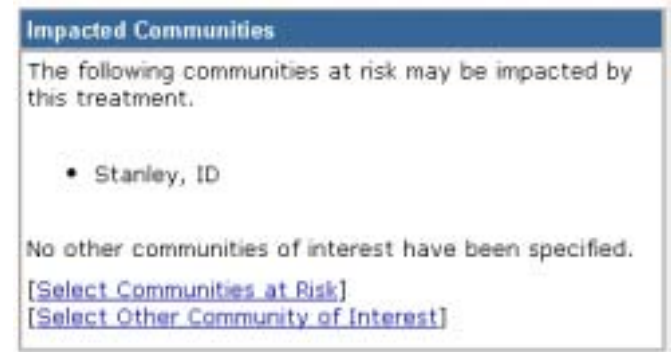 Impacted Communities
The following communities at risk may be impacted by
this treatment.
• Stanley, ID
No other communities of interest have been specified.
[Select Communities at Risk]
[Select Other Community of Interest]